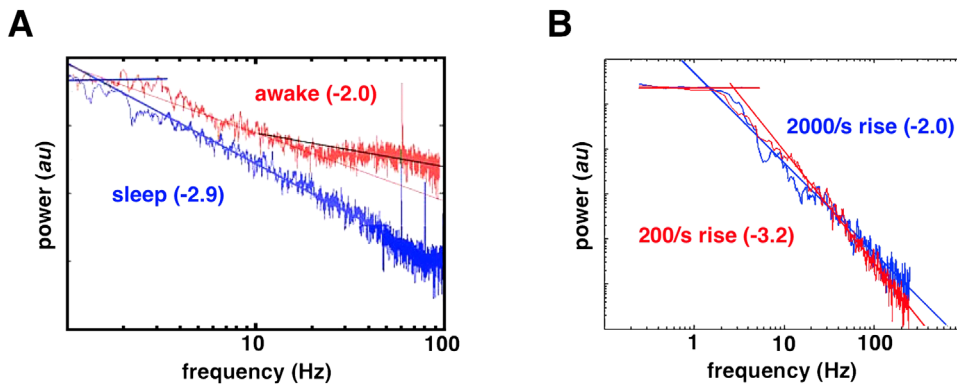 A
B
power (au)
awake (-2.0)
sleep (-2.9)
10
100
frequency (Hz)
power (au)
2000/s rise (-2.0)
200/s rise (-3.2)
1
10
100
frequency (Hz)